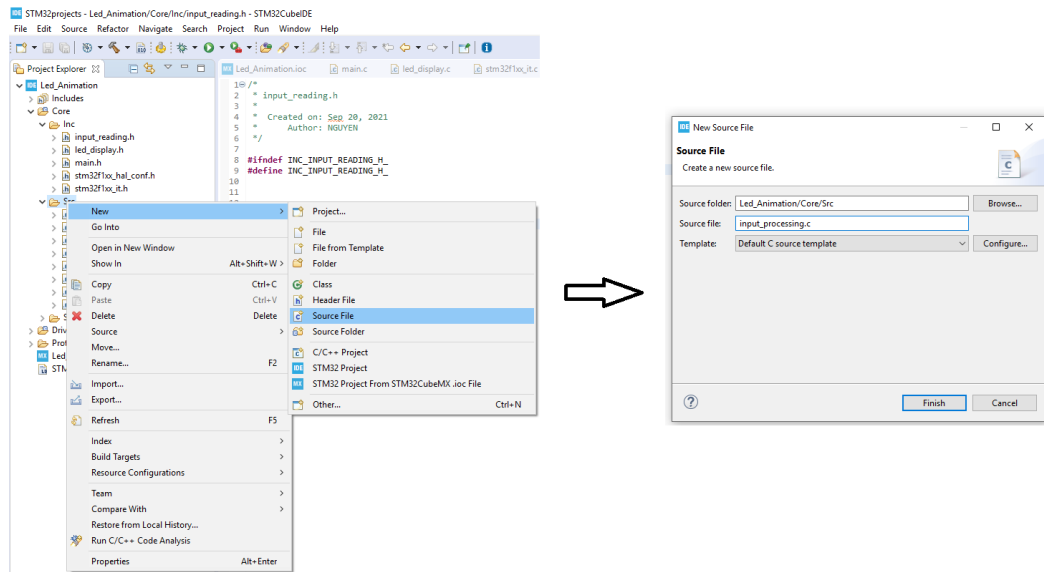 STM32projects - Led_Animation/Core/Inc/input_reading.h - STM32CubeIDE
File Edit Source Refactor Navigate Search Project Run Window Help
Project Explorer
Led_Animation.ioc main.c led_display.c stm32f1xx_it.c
Led_Animation
Includes
Core
Inc
input_reading.h
led_display.h
main.h
stm32f1xx_hal_conf.h
stm32f1xx_it.h
1 /*
2 * input_reading.h
3 *
4 * Created on: Sep 20, 2021
5 * Author: NGUYEN
6 */
7
8 #ifndef INC_INPUT_READING_H_
9 #define INC_INPUT_READING_H_
10
11
New
Go Into
Open in New Window
Show In Alt+Shift+W >
Copy Ctrl+C
Paste Ctrl+V
Delete Delete
Source
Move...
Rename... F2
Import...
Export...
Refresh F5
Index
Build Targets
Resource Configurations
Team
Compare With
Restore from Local History...
Run C/C++ Code Analysis
Properties Alt+Enter
Project...
File
File from Template
Folder
Class
Header File
Source File
Source Folder
C/C++ Project
STM32 Project
STM32 Project From STM32CubeMX .ioc File
Other... Ctrl+N
New Source File
Source File
Create a new source file.
Source folder: Led_Animation/Core/Src Browse...
Source file: input_processing.c
Template: Default C source template Configure...
Finish Cancel